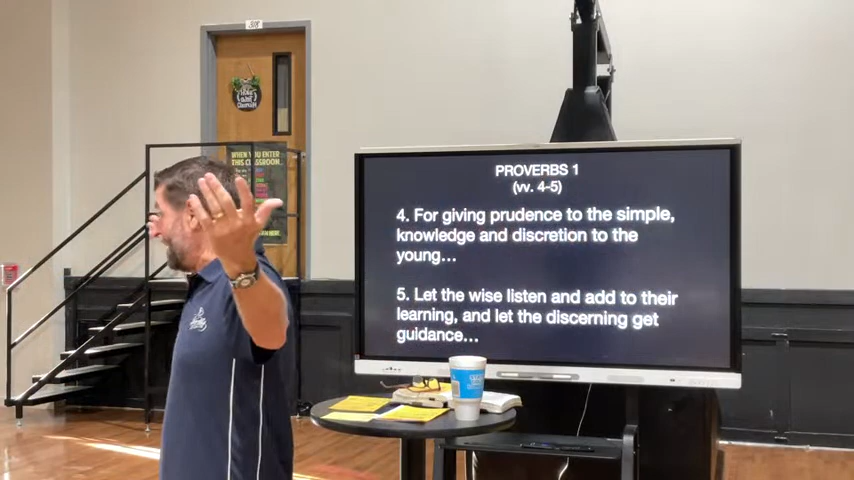 318
WHEN YOU ENTER
THIS CLASSROOM
PROVERBS 1
(vv. 4-5)
4. For giving prudence to the simple,
knowledge and discretion to the
young...
5. Let the wise listen and add to their
learning, and let the discerning get
guidance...